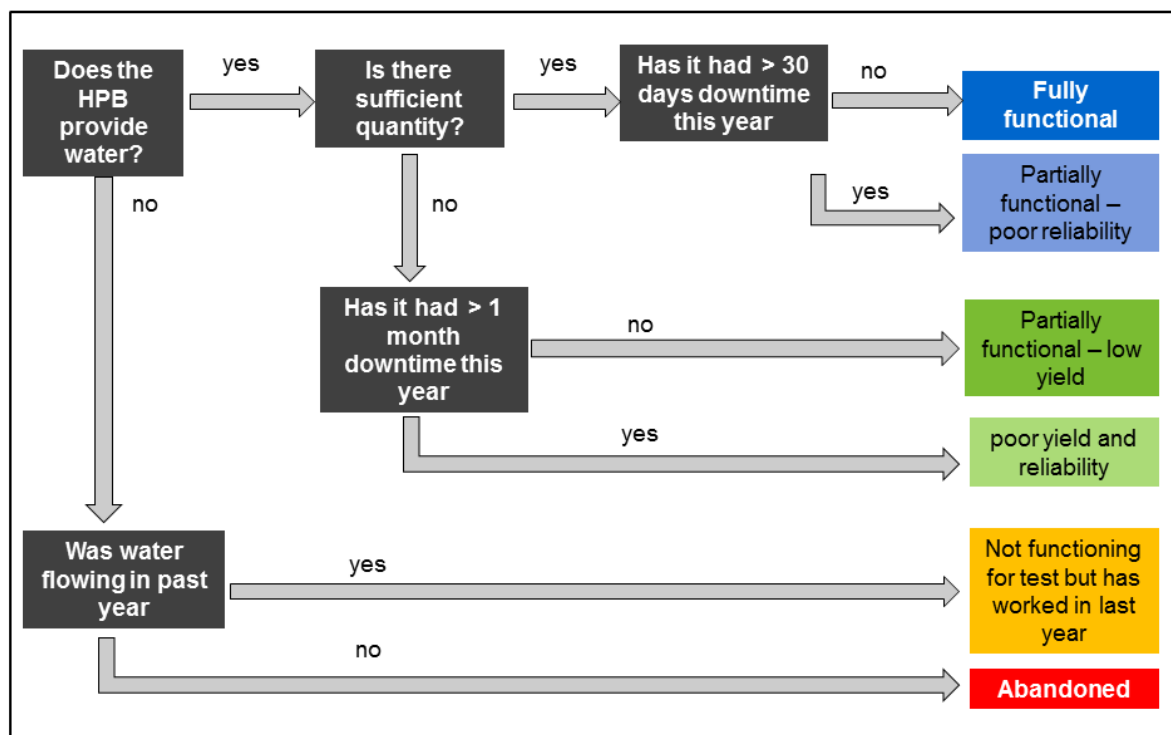 Does the
HPB
provide
water?
yes
Is there
sufficient
quantity?
yes
Has it had > 30
days downtime
this year
no
Fully
functional
yes
Partially
functional –
poor reliability
no
no
Has it had > 1
month
downtime this
year
no
Partially
functional – low
yield
yes
poor yield and
reliability
Was water
flowing in past
year
yes
Not functioning
for test but has
worked in last
year
no
Abandoned